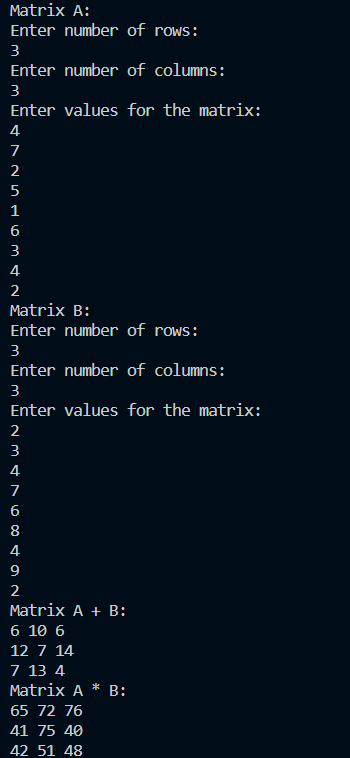 Matrix A:
Enter number of rows:
3
Enter number of columns:
3
Enter values for the matrix:
4
7
2
5
1
6
3
4
2
Matrix B:
Enter number of rows:
3
Enter number of columns:
3
Enter values for the matrix:
2
3
4
7
6
8
4
9
2
Matrix A + B:
6 10 6
12 7 14
7 13 4
Matrix A * B:
65 72 76
41 75 40
42 51 48